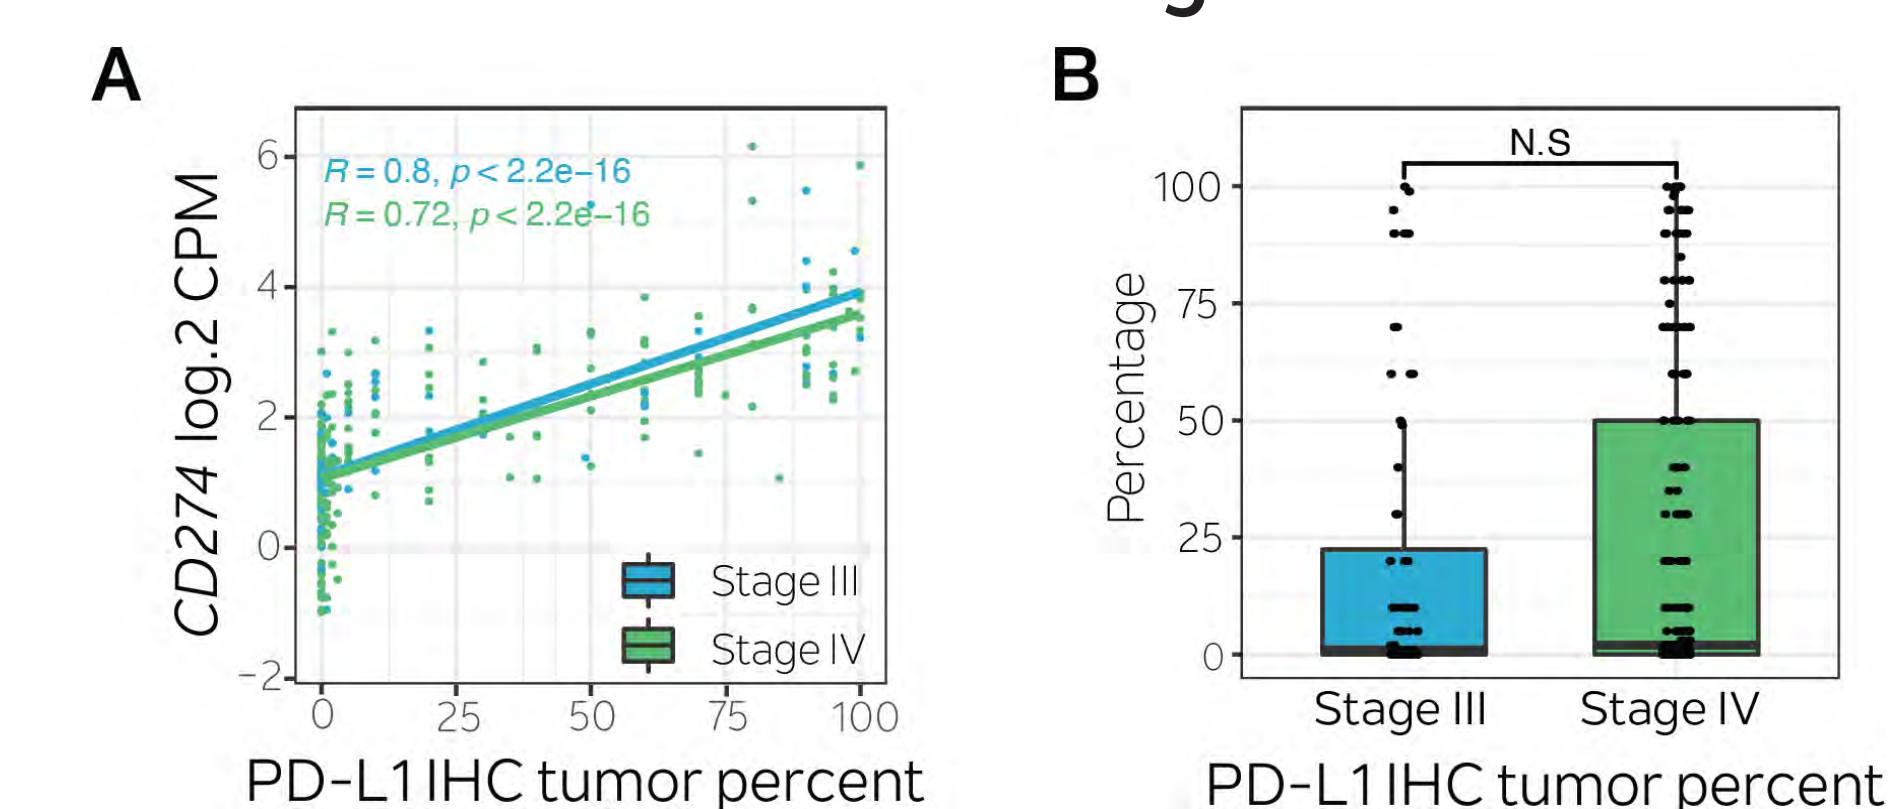 A
R = 0.8, p < 2.2e−16
R = 0.72, p < 2.2e−16
CD274 log.2 CPM
6
4
2
0
−2
Stage III
Stage IV
0 25 50 75 100
PD-L1 IHC tumor percent
B
N.S
Percentage
100
75
50
25
0
Stage III Stage IV
PD-L1 IHC tumor percent